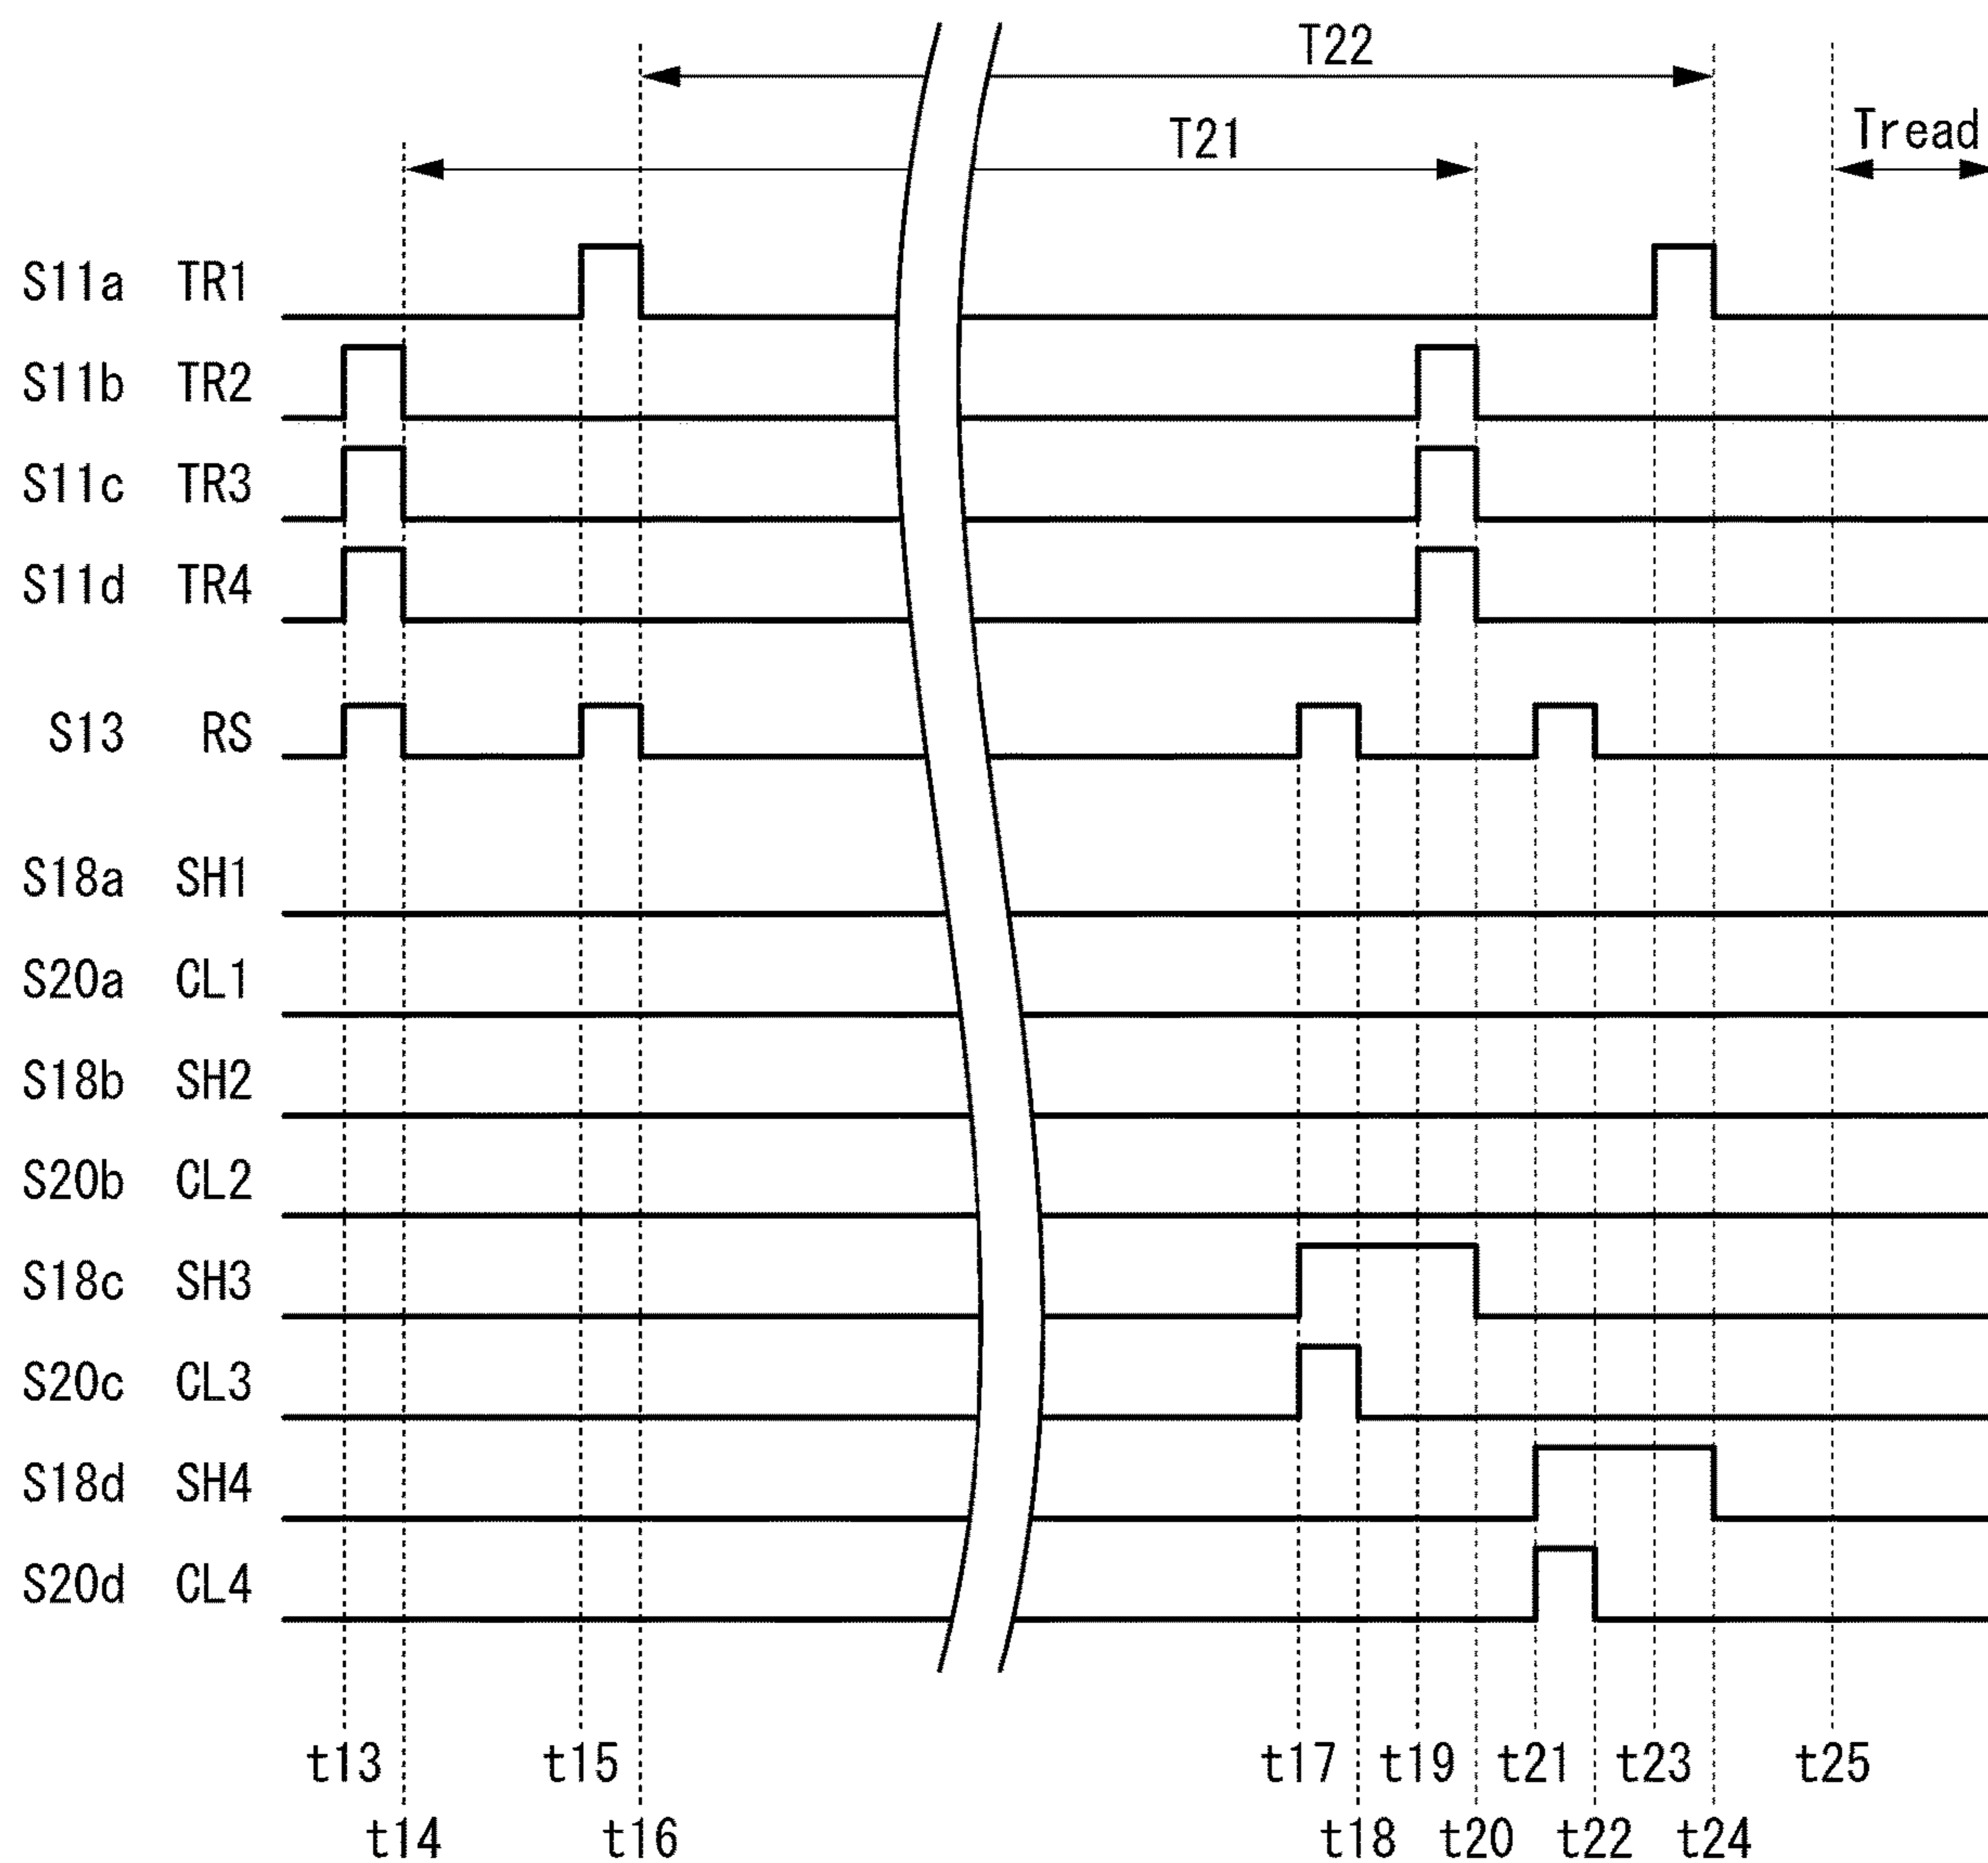 T22
T21
Tread
S11a TR1
S11b TR2
S11c TR3
S11d TR4
S13 RS
S18a SH1
S20a CL1
S18b SH2
S20b CL2
S18c SH3
S20c CL3
S18d SH4
S20d CL4
t13 t15 t17 t19 t21 t23 t25
t14 t16 t18 t20 t22 t24